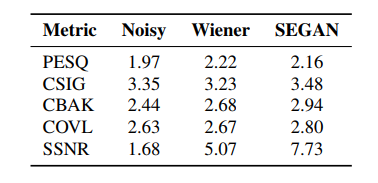 Metric Noisy Wiener SEGAN
PESQ 1.97 2.22 2.16
CSIG 3.35 3.23 3.48
CBAK 2.44 2.68 2.94
COVL 2.63 2.67 2.80
SSNR 1.68 5.07 7.73